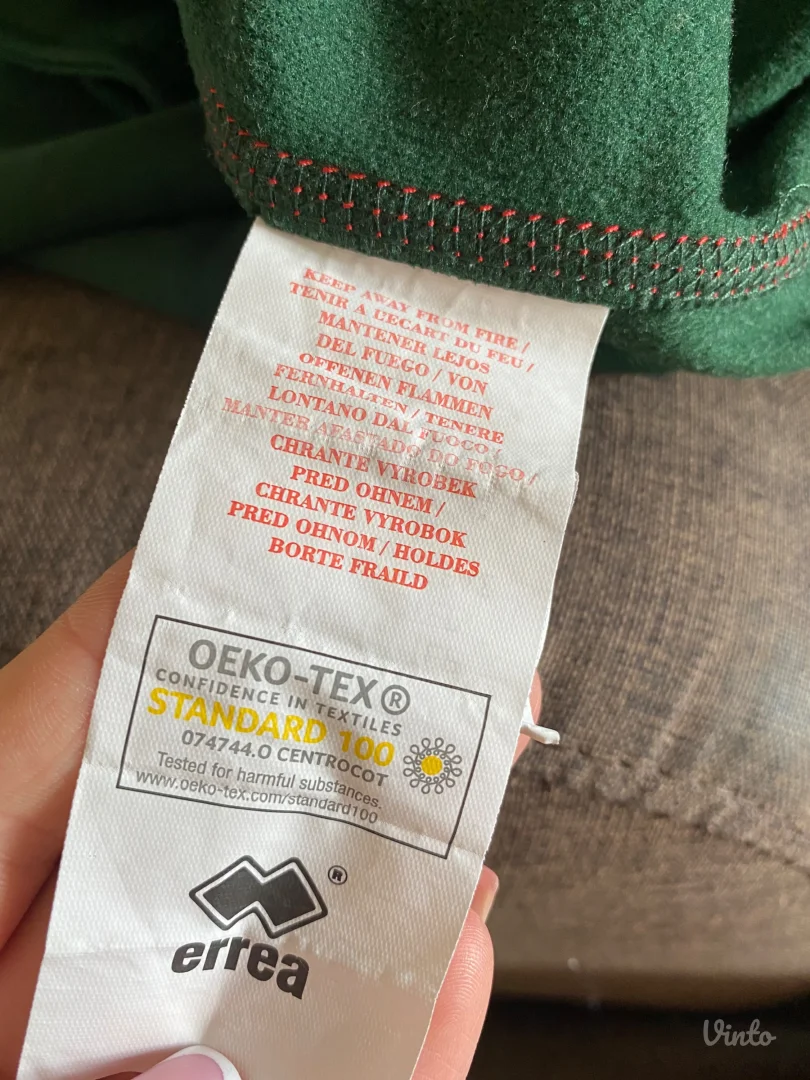 KEEP AWAY FROM FIRE /
TENIR A L'ECART DU FEU /
MANTENER LEJOS
DEL FUEGO / VON
OFFENEN FLAMMEN
FERNHALTEN / TENERE
LONTANO DAL FUOCO /
MANTER AFASTADO DO FOGO /
CHRANTE VYROBEK
PRED OHNEM /
CHRANTE VYROBOK
PRED OHNOM / HOLDES
BORTE FRAILD
OEKO-TEX®
CONFIDENCE IN TEXTILES
STANDARD 100
074744.0 CENTROCOT
Tested for harmful substances.
www.oeko-tex.com/standard100
®
errea
Vinto